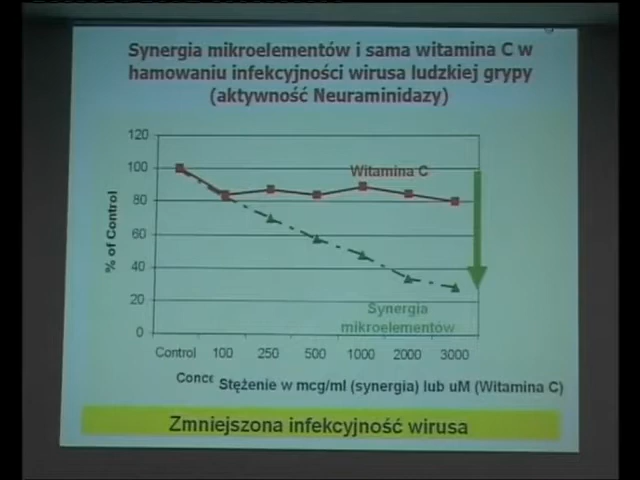 Synergia mikroelementów i sama witamina C w
hamowaniu infekcyjności wirusa ludzkiej grypy
(aktywność Neuraminidazy)
120
100
80
60
40
20
0
% of Control
Witamina C
Synergia
mikroelementów
Control 100 250 500 1000 2000 3000
Conce Stężenie w mcg/ml (synergia) lub uM (Witamina C)
Zmniejszona infekcyjność wirusa